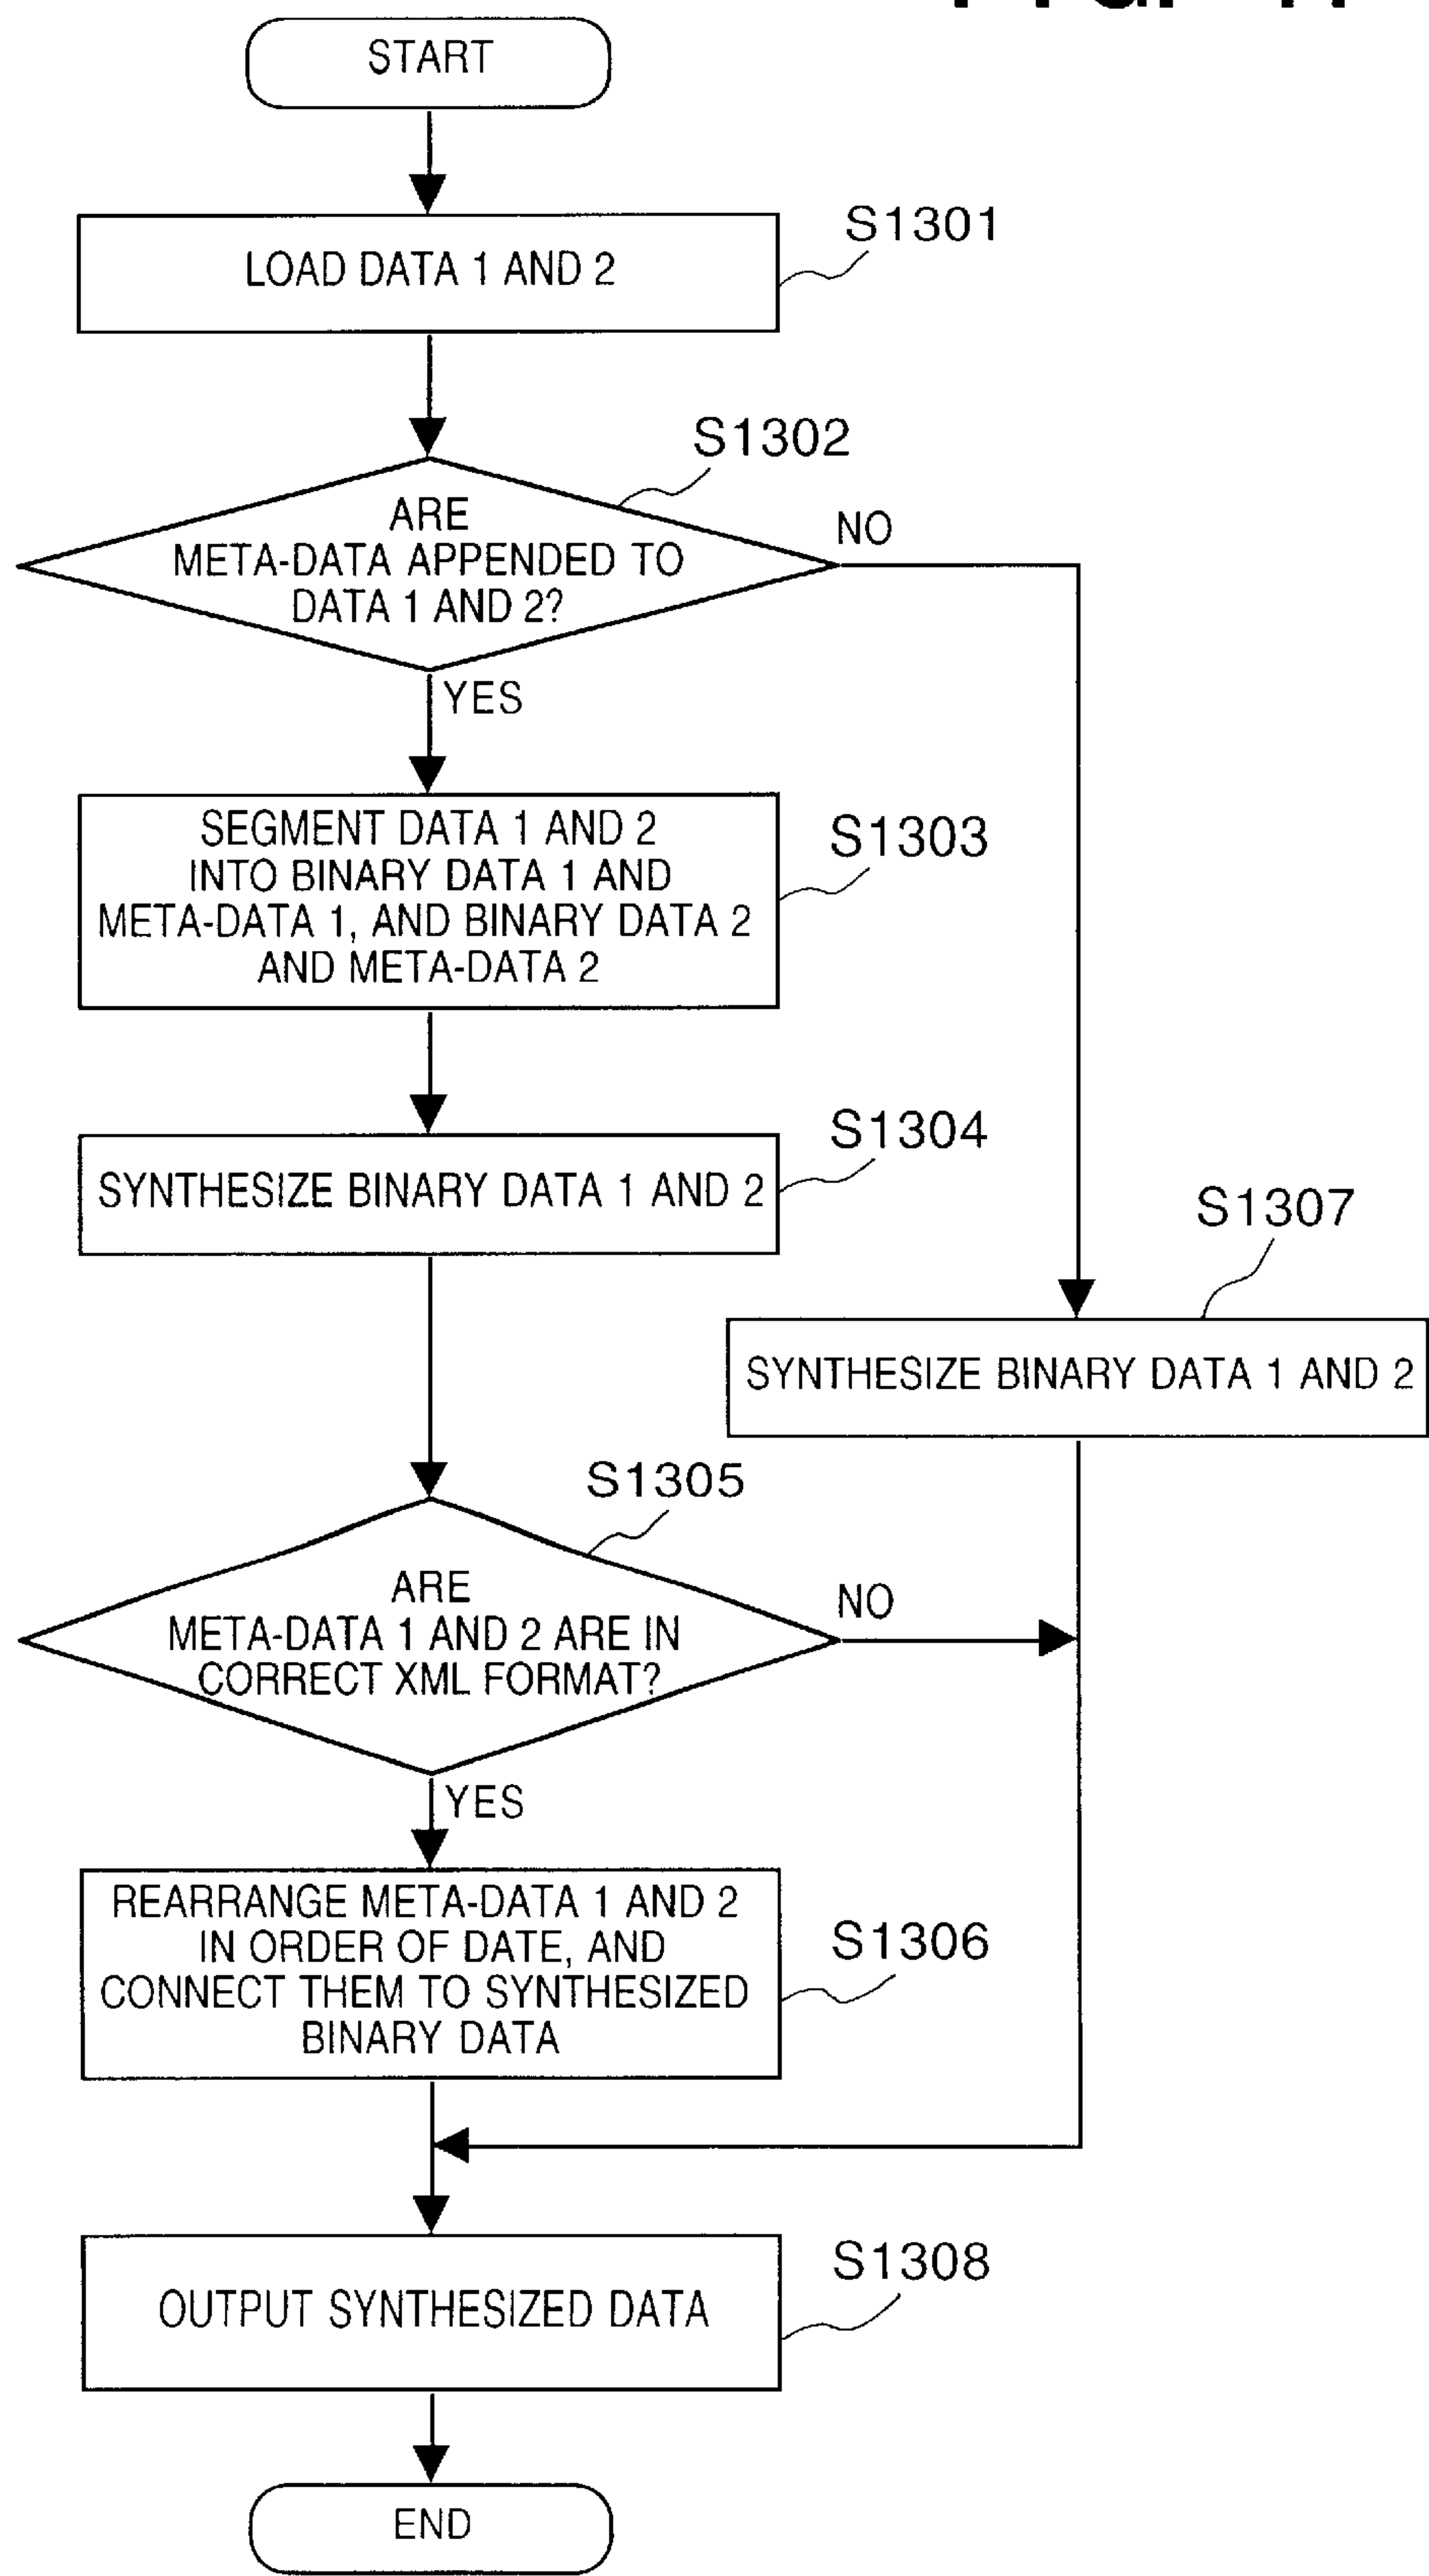 START
S1301
LOAD DATA 1 AND 2
S1302
ARE
META-DATA APPENDED TO
DATA 1 AND 2?
NO
YES
SEGMENT DATA 1 AND 2
INTO BINARY DATA 1 AND
META-DATA 1, AND BINARY DATA 2
AND META-DATA 2
S1303
S1304
SYNTHESIZE BINARY DATA 1 AND 2
S1307
SYNTHESIZE BINARY DATA 1 AND 2
S1305
ARE
META-DATA 1 AND 2 ARE IN
CORRECT XML FORMAT?
NO
YES
REARRANGE META-DATA 1 AND 2
IN ORDER OF DATE, AND
CONNECT THEM TO SYNTHESIZED
BINARY DATA
S1306
S1308
OUTPUT SYNTHESIZED DATA
END